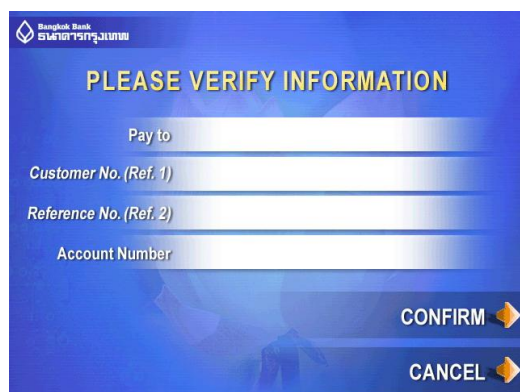 Bangkok Bank
ธนาคารกรุงเทพ
PLEASE VERIFY INFORMATION
Pay to
Customer No. (Ref. 1)
Reference No. (Ref. 2)
Account Number
CONFIRM
CANCEL